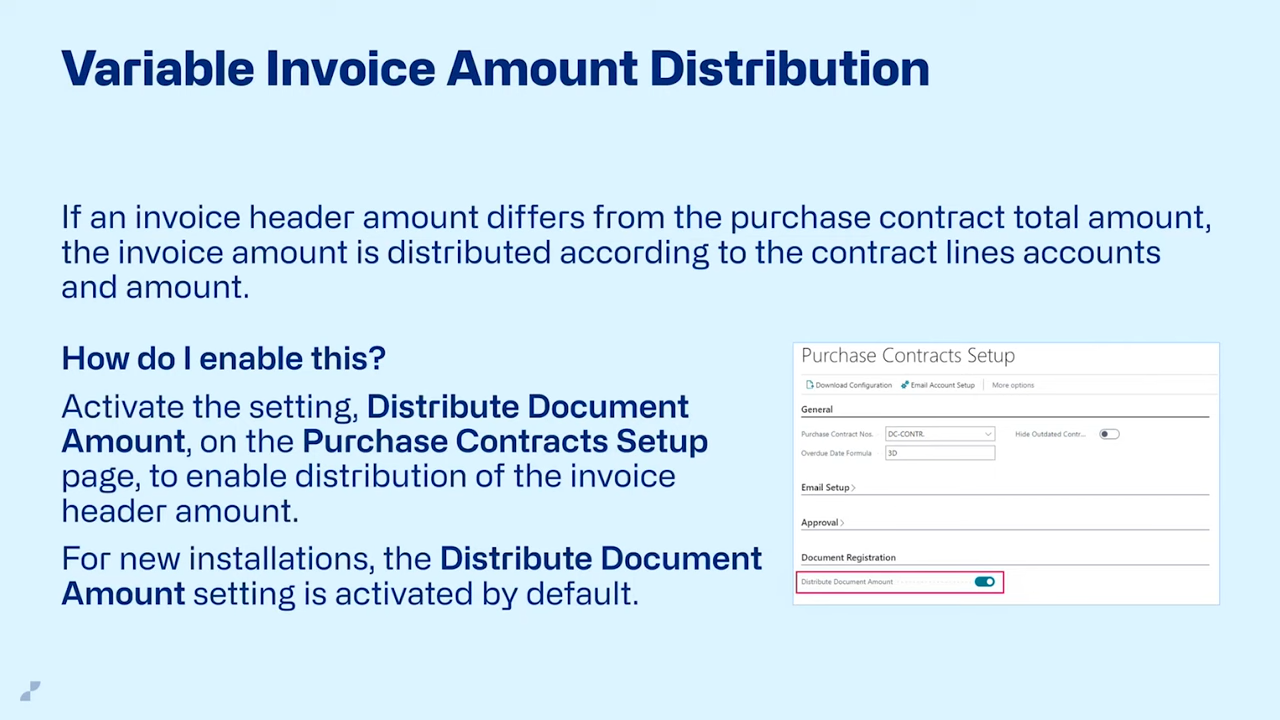 Variable Invoice Amount Distribution
If an invoice header amount differs from the purchase contract total amount,
the invoice amount is distributed according to the contract lines accounts
and amount.
How do I enable this?
Activate the setting, Distribute Document
Amount, on the Purchase Contracts Setup
page, to enable distribution of the invoice
header amount.
For new installations, the Distribute Document
Amount setting is activated by default.
Purchase Contracts Setup
Download Configuration Email Account Setup More options
General
Purchase Contract Nos. DC-CONTR. Hide Outdated Contr...
Overdue Date Formula 3D
Email Setup >
Approval >
Document Registration
Distribute Document Amount